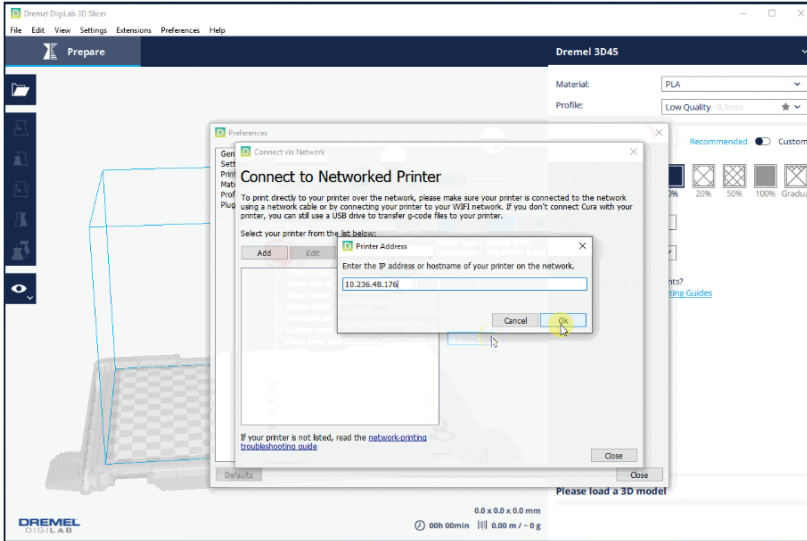 Dremel DigiLab 3D Slicer
File Edit View Settings Extensions Preferences Help
Prepare
Dremel 3D45
Material:
PLA
Profile:
Low Quality 0.3mm
Recommended
Custom
20% 50% 100% Gradua
Preferences
Connect via Network
Connect to Networked Printer
To print directly to your printer over the network, please make sure your printer is connected to the network
using a network cable or by connecting your printer to your WIFI network. If you don't connect Cura with your
printer, you can still use a USB drive to transfer g-code files to your printer.
Select your printer from the list below:
Add Edit
Printer Address
Enter the IP address or hostname of your printer on the network.
10.236.48.176
Cancel Ok
If your printer is not listed, read the network-printing
troubleshooting guide
Close
Defaults
Close
nts?
ting Guides
Please load a 3D model
0.0 x 0.0 x 0.0 mm
00h 00min 0.00 m / ~ 0 g
DREMEL
DIGILAB